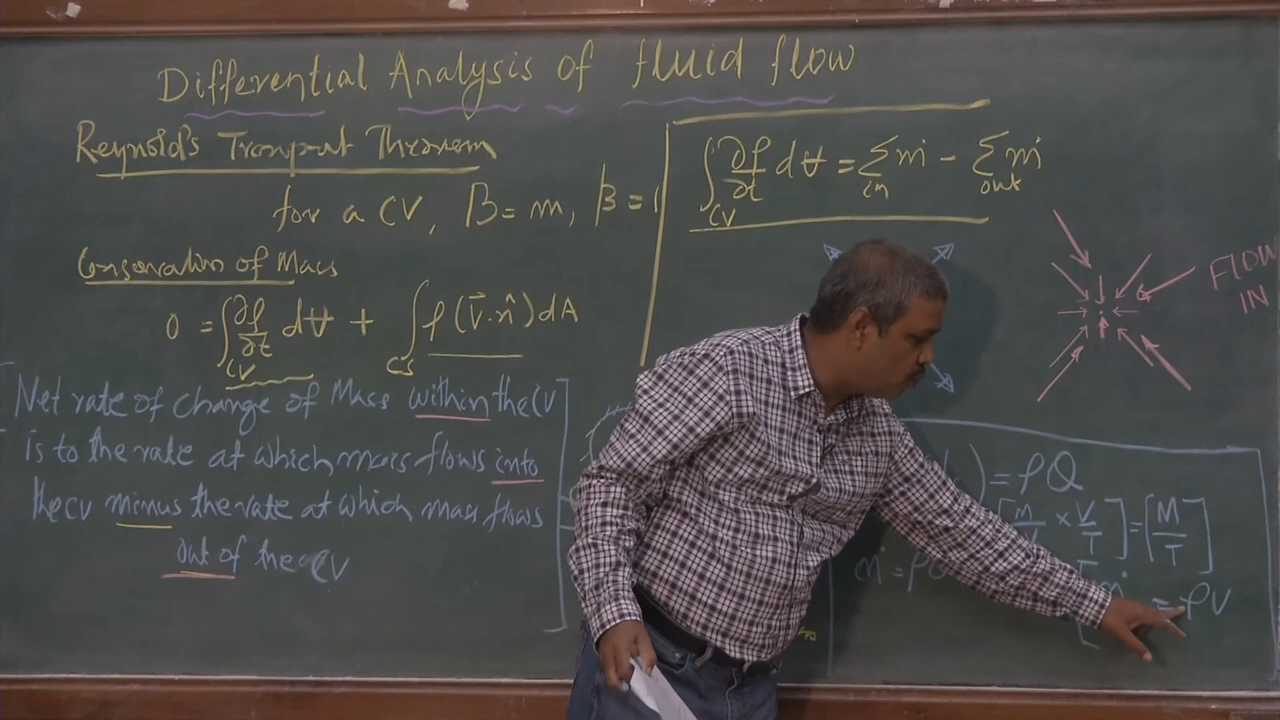 Differential Analysis of fluid flow
Reynold's Transport Theorem
for a CV, B = m, β = 1
Conservation of Mass
0 = ∫CV ∂ρ/∂t dV + ∫CS ρ (V⃗·n̂) dA
Net rate of change of Mass within the CV
is to the rate at which mass flows into
the CV minus the rate at which mass flows
out of the CV
∫CV ∂ρ/∂t dV = Σin ṁ − Σout ṁ
FLOW
IN
) = ρQ
[M/V × V/T] = [M/T]
ṁ = ρ
ṁ = ρV